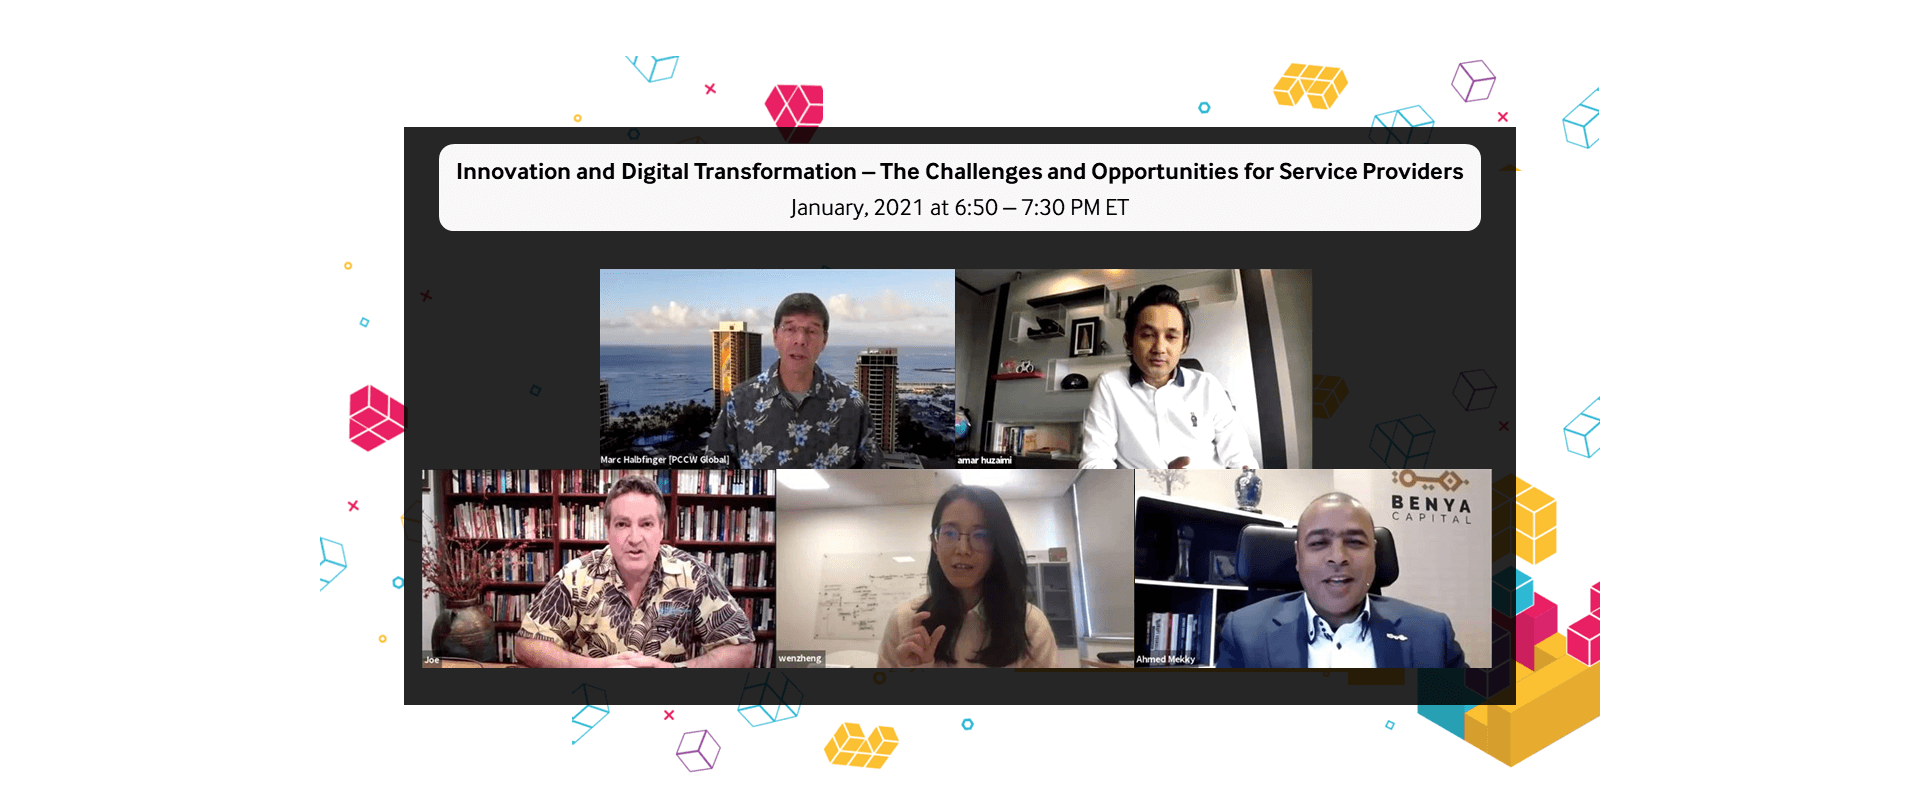 Innovation and Digital Transformation – The Challenges and Opportunities for Service Providers
January, 2021 at 6:50 – 7:30 PM ET
Marc Halbfinger [PCCW Global]
amar huzaimi
BENYA
CAPITAL
Joe
wenzheng
Ahmed Mekky